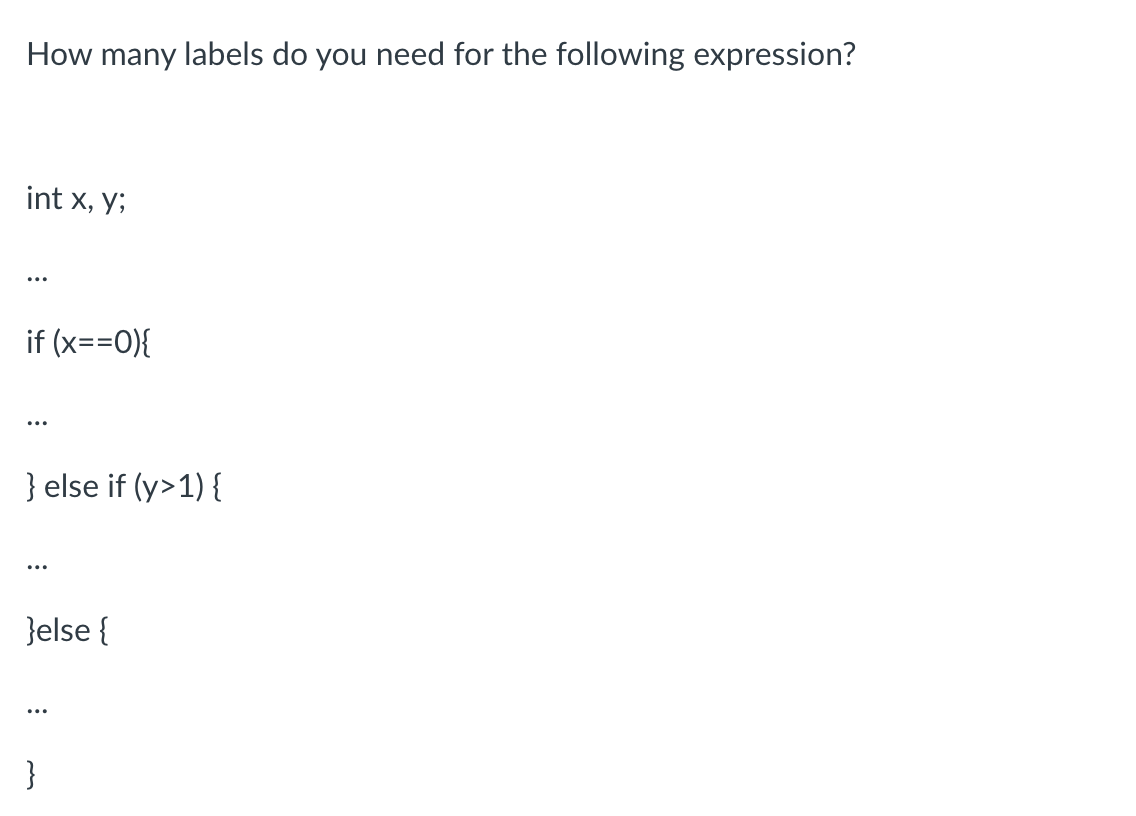 How many labels do you need for the following expression?
int x, y;
...
if (x==0){
...
} else if (y>1) {
...
}else {
...
}